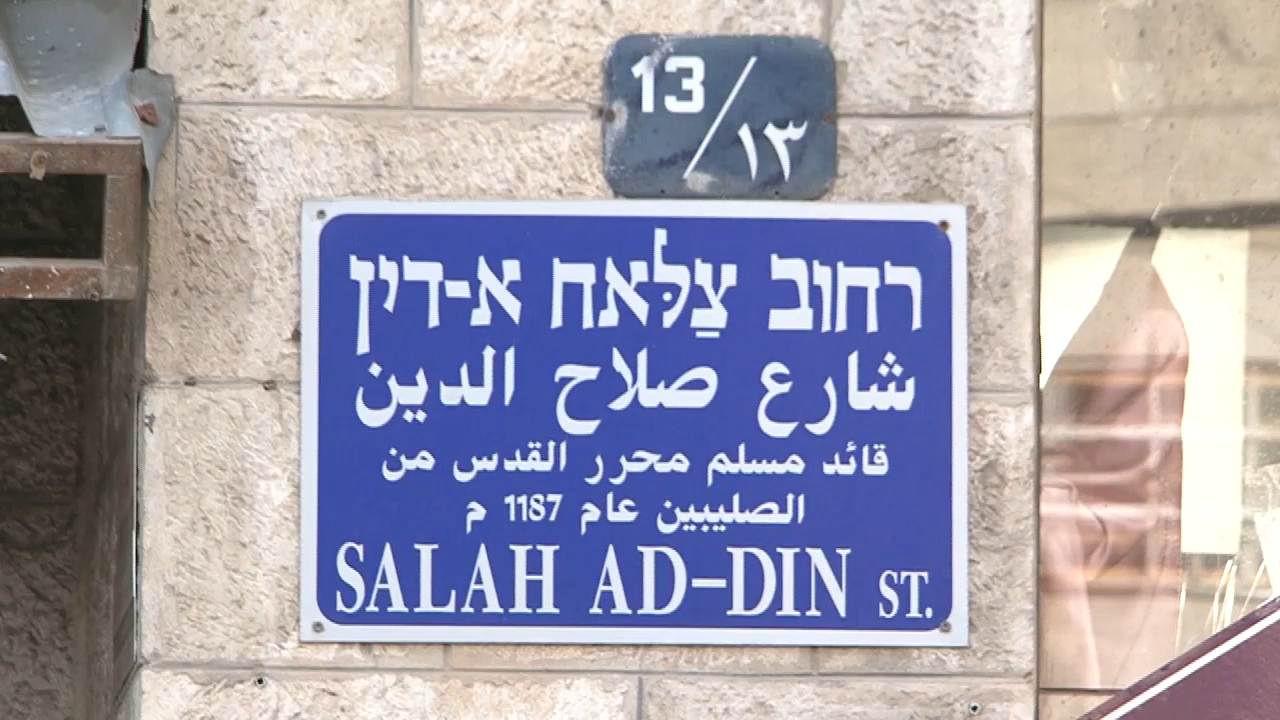 13/١٣
רחוב צַלאח א-דין
شارع صلاح الدين
قائد مسلم محرر القدس من
الصليبين عام 1187 م
SALAH AD-DIN ST.